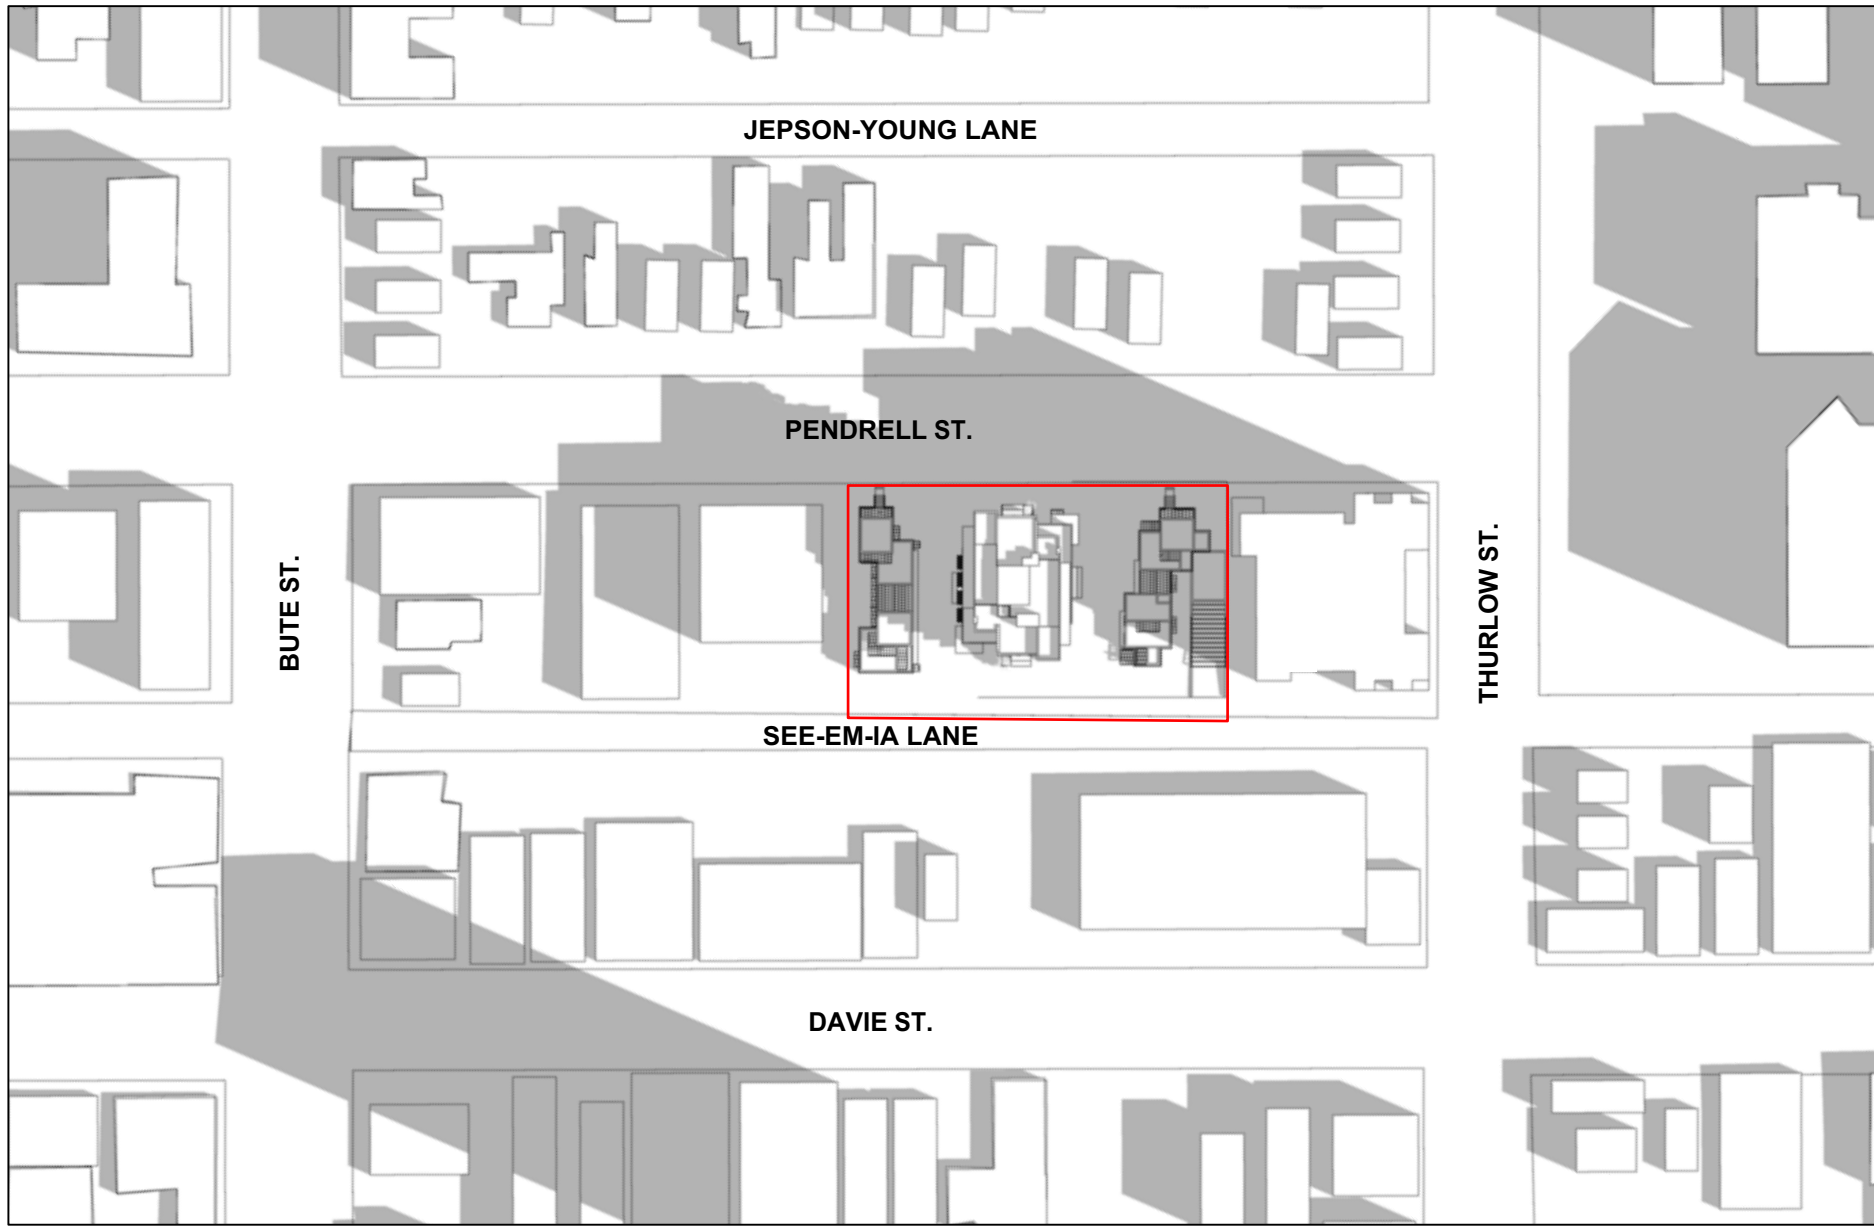 JEPSON-YOUNG LANE
PENDRELL ST.
BUTE ST.
THURLOW ST.
SEE-EM-IA LANE
DAVIE ST.